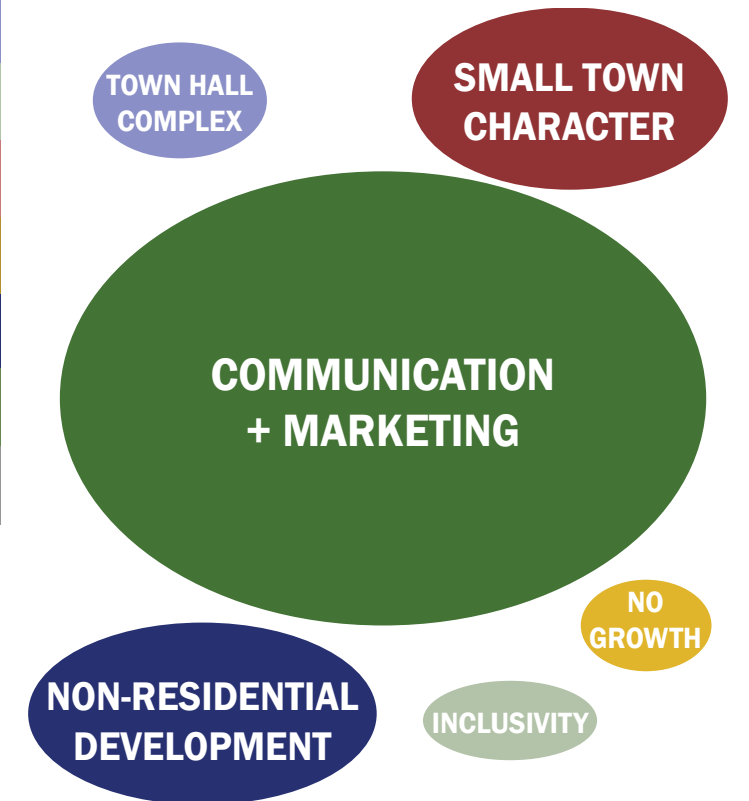 TOWN HALL
COMPLEX
SMALL TOWN
CHARACTER
COMMUNICATION
+ MARKETING
NO
GROWTH
NON-RESIDENTIAL
DEVELOPMENT
INCLUSIVITY